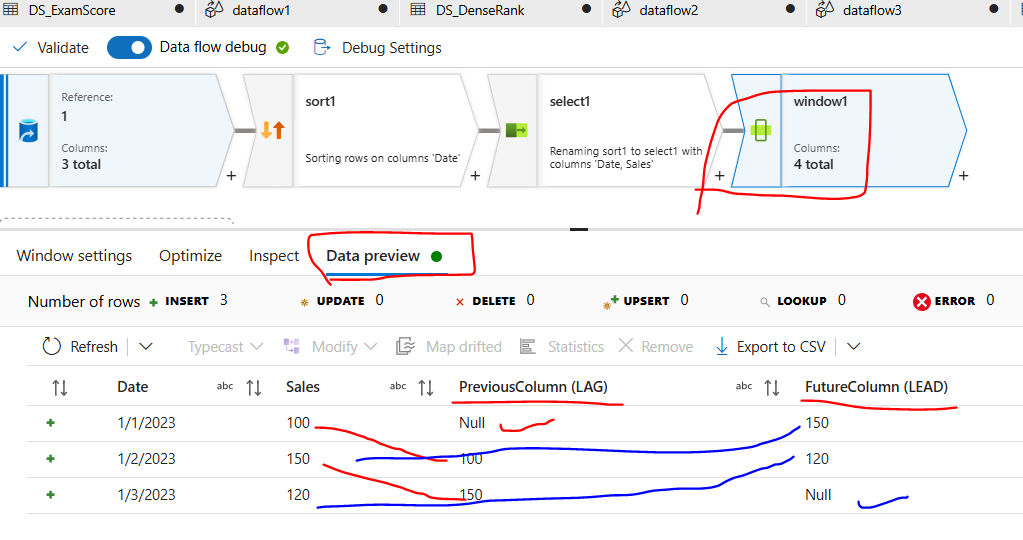 DS_ExamScore dataflow1 DS_DenseRank dataflow2 dataflow3
Validate Data flow debug Debug Settings
Reference:
1
Columns:
3 total
+
sort1
Sorting rows on columns 'Date'
+
select1
Renaming sort1 to select1 with
columns 'Date, Sales'
+
window1
Columns:
4 total
+
Window settings Optimize Inspect Data preview
Number of rows + INSERT 3 UPDATE 0 × DELETE 0 UPSERT 0 LOOKUP 0 ERROR 0
Refresh Typecast Modify Map drifted Statistics Remove Export to CSV
Date abc Sales abc PreviousColumn (LAG) abc FutureColumn (LEAD)
+ 1/1/2023 100 Null 150
+ 1/2/2023 150 100 120
+ 1/3/2023 120 150 Null